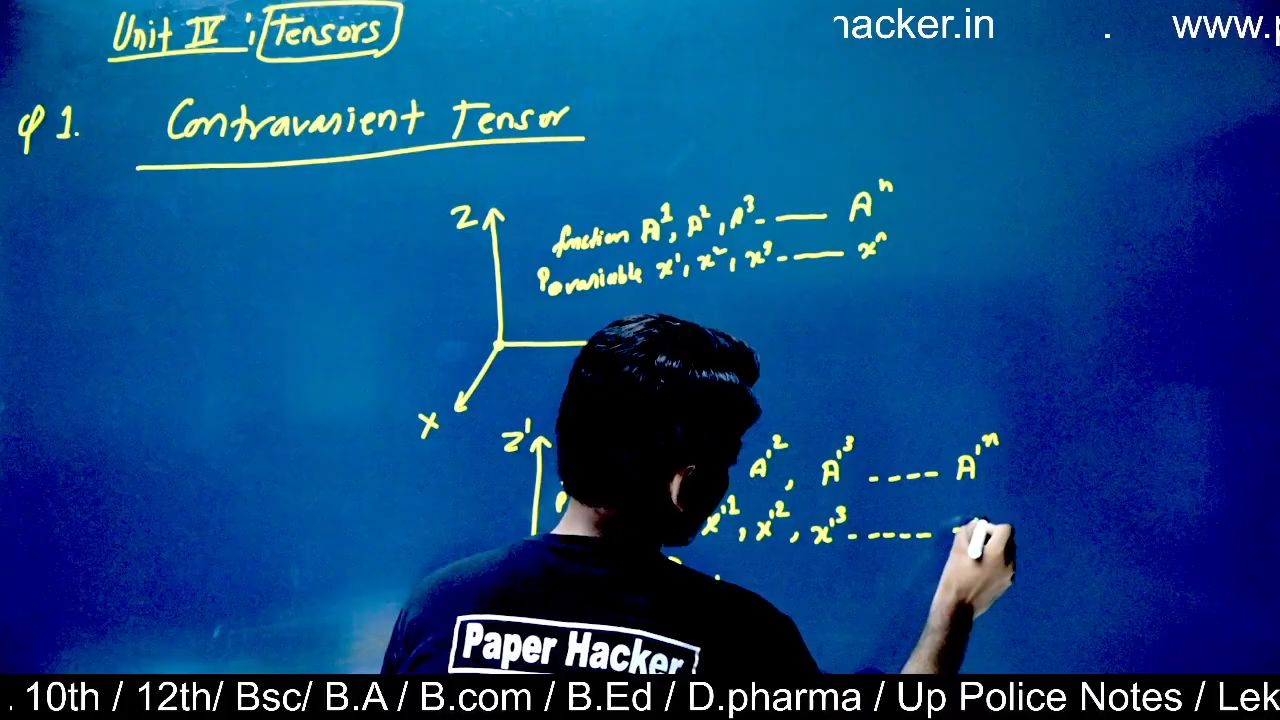 hacker.in . www.p
Unit IV : Tensors
Q 1. Contravarient Tensor
Z
function A¹, A², A³ - — Aⁿ
variable x¹, x², x³ - — xⁿ
X
Z'
A'², A'³ ---- A'ⁿ
x'¹, x'², x'³ -----
Paper Hacker
. 10th / 12th/ Bsc/ B.A / B.com / B.Ed / D.pharma / Up Police Notes / Lek